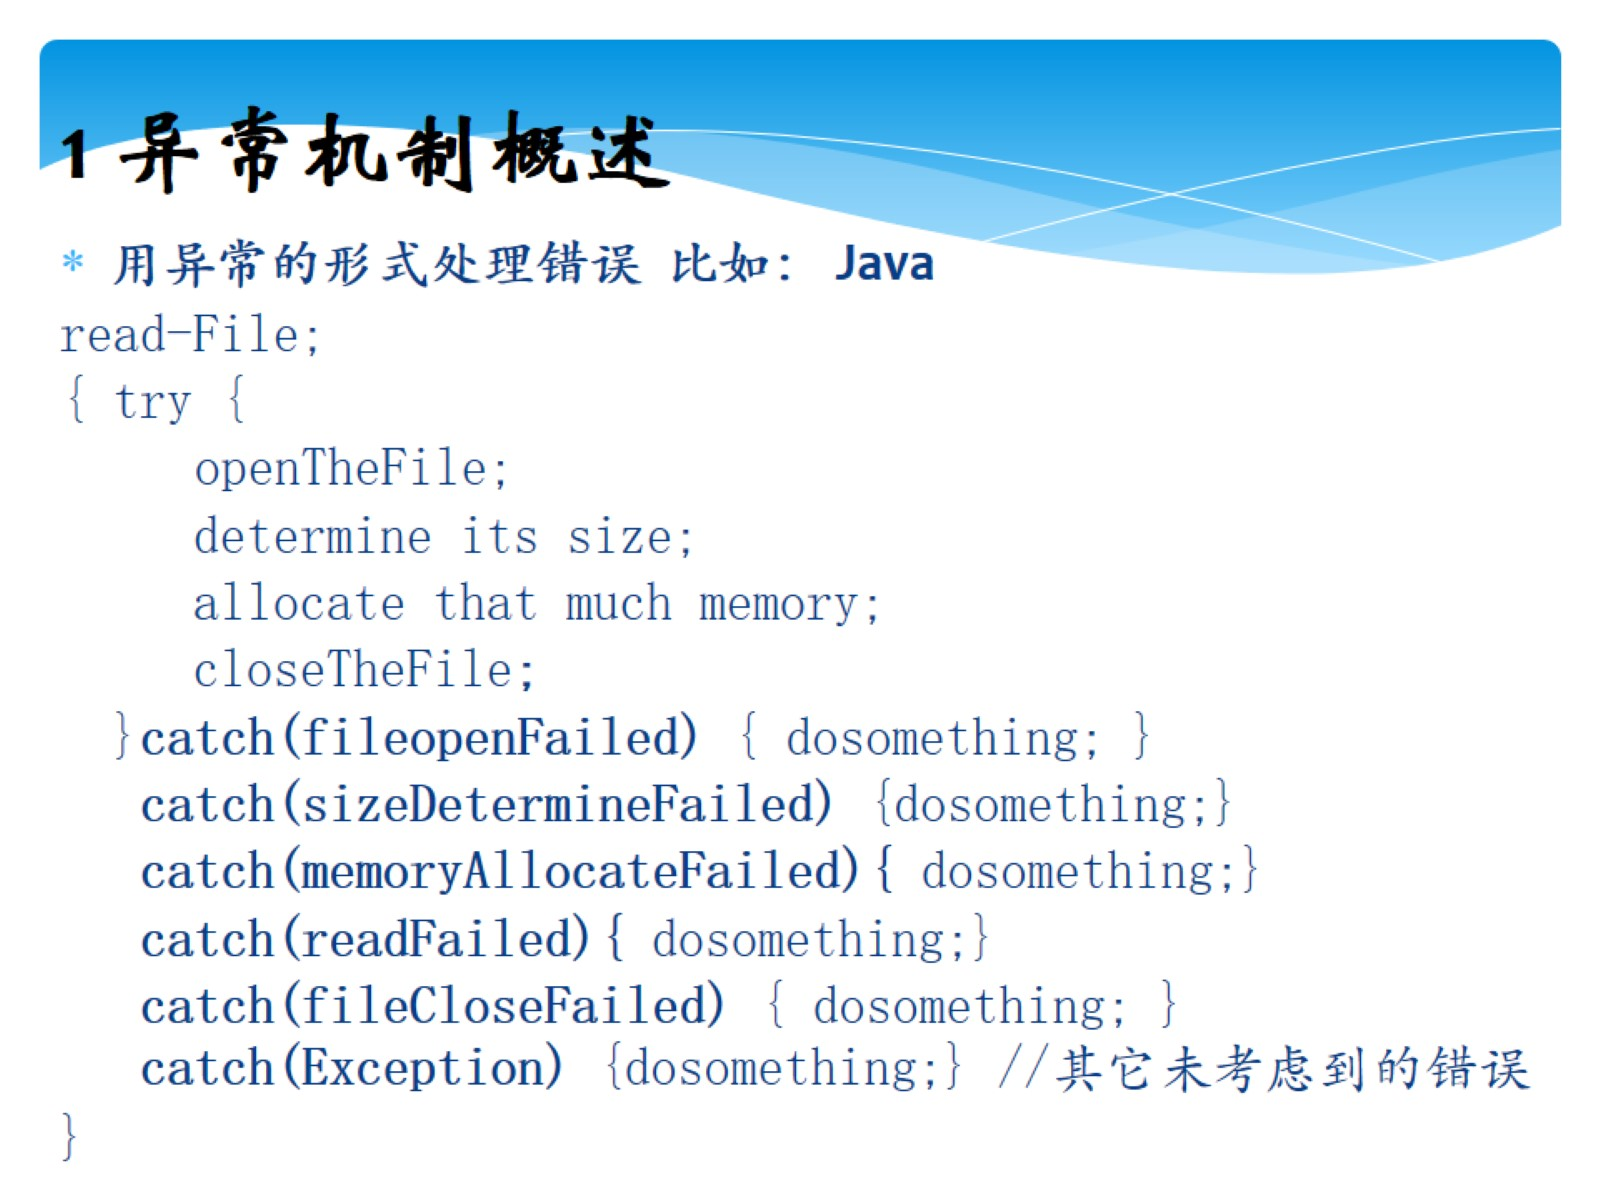 1 异常机制概述
* 用异常的形式处理错误 比如： Java
read-File;
{ try {
openTheFile;
determine its size;
allocate that much memory;
closeTheFile;
}catch(fileopenFailed) { dosomething; }
catch(sizeDetermineFailed) {dosomething;}
catch(memoryAllocateFailed){ dosomething;}
catch(readFailed){ dosomething;}
catch(fileCloseFailed) { dosomething; }
catch(Exception) {dosomething;} //其它未考虑到的错误
}